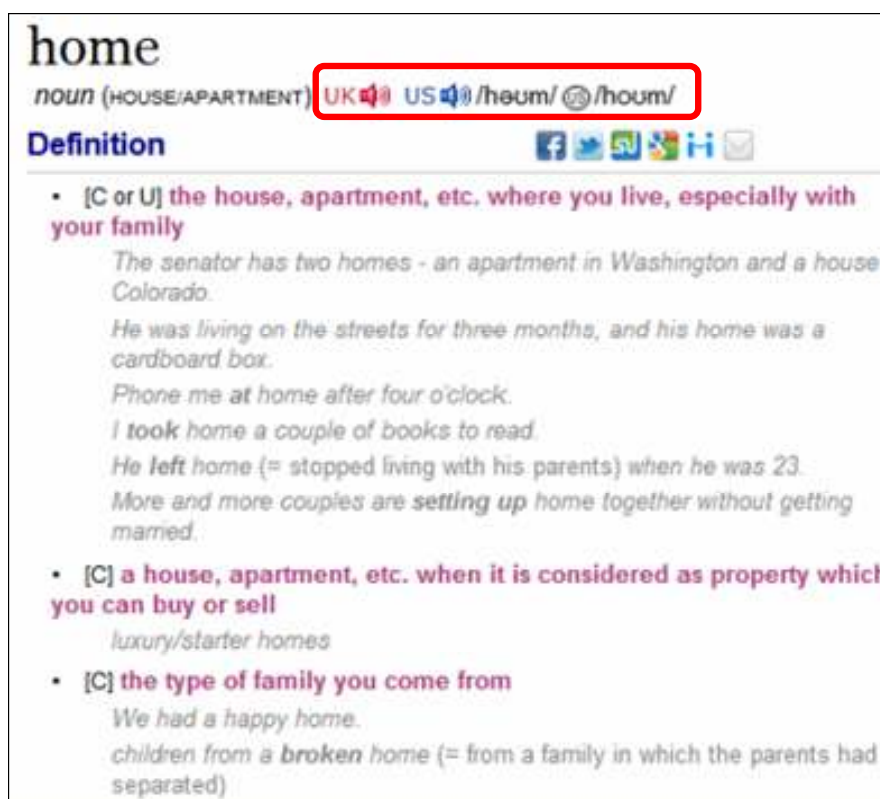 home
noun (HOUSE/APARTMENT) UK US /həʊm/ US /hoʊm/
Definition
• [C or U] the house, apartment, etc. where you live, especially with
your family
The senator has two homes - an apartment in Washington and a house
Colorado.
He was living on the streets for three months, and his home was a
cardboard box.
Phone me at home after four o'clock.
I took home a couple of books to read.
He left home (= stopped living with his parents) when he was 23.
More and more couples are setting up home together without getting
married.
• [C] a house, apartment, etc. when it is considered as property which
you can buy or sell
luxury/starter homes
• [C] the type of family you come from
We had a happy home.
children from a broken home (= from a family in which the parents had
separated)